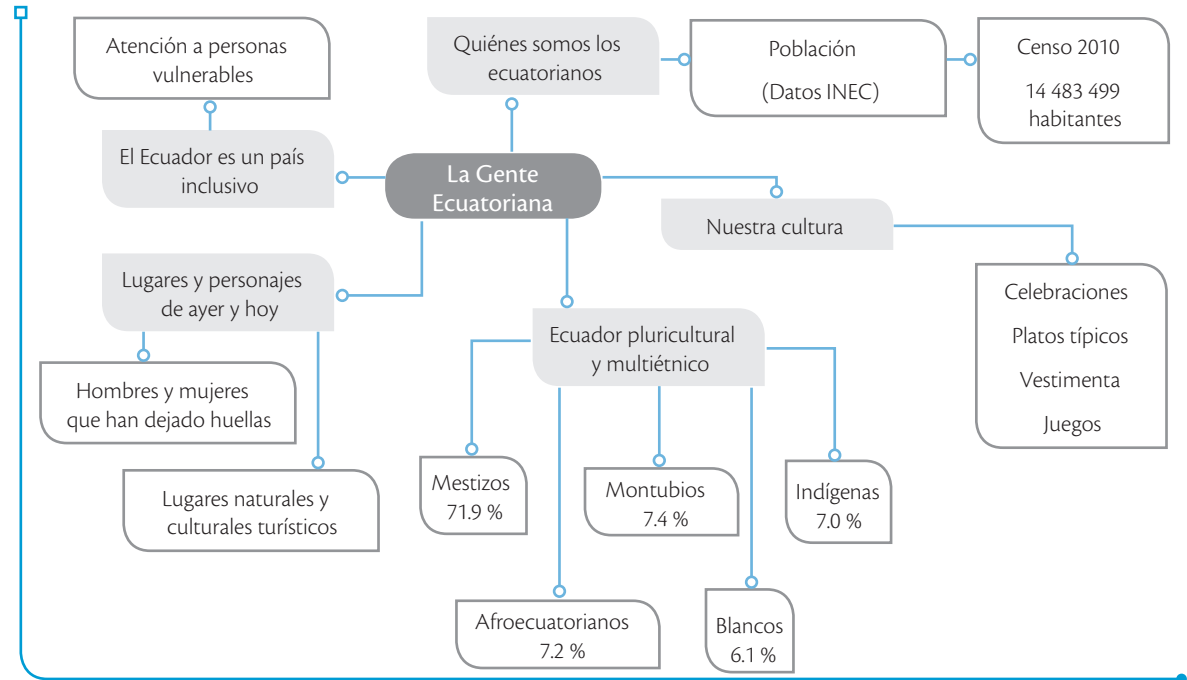 Atención a personas
vulnerables
Quiénes somos los
ecuatorianos
Población
(Datos INEC)
Censo 2010
14 483 499
habitantes
El Ecuador es un país
inclusivo
La Gente
Ecuatoriana
Nuestra cultura
Celebraciones
Platos típicos
Vestimenta
Juegos
Lugares y personajes
de ayer y hoy
Hombres y mujeres
que han dejado huellas
Lugares naturales y
culturales turísticos
Ecuador pluricultural
y multiétnico
Mestizos
71.9 %
Montubios
7.4 %
Indígenas
7.0 %
Afroecuatorianos
7.2 %
Blancos
6.1 %